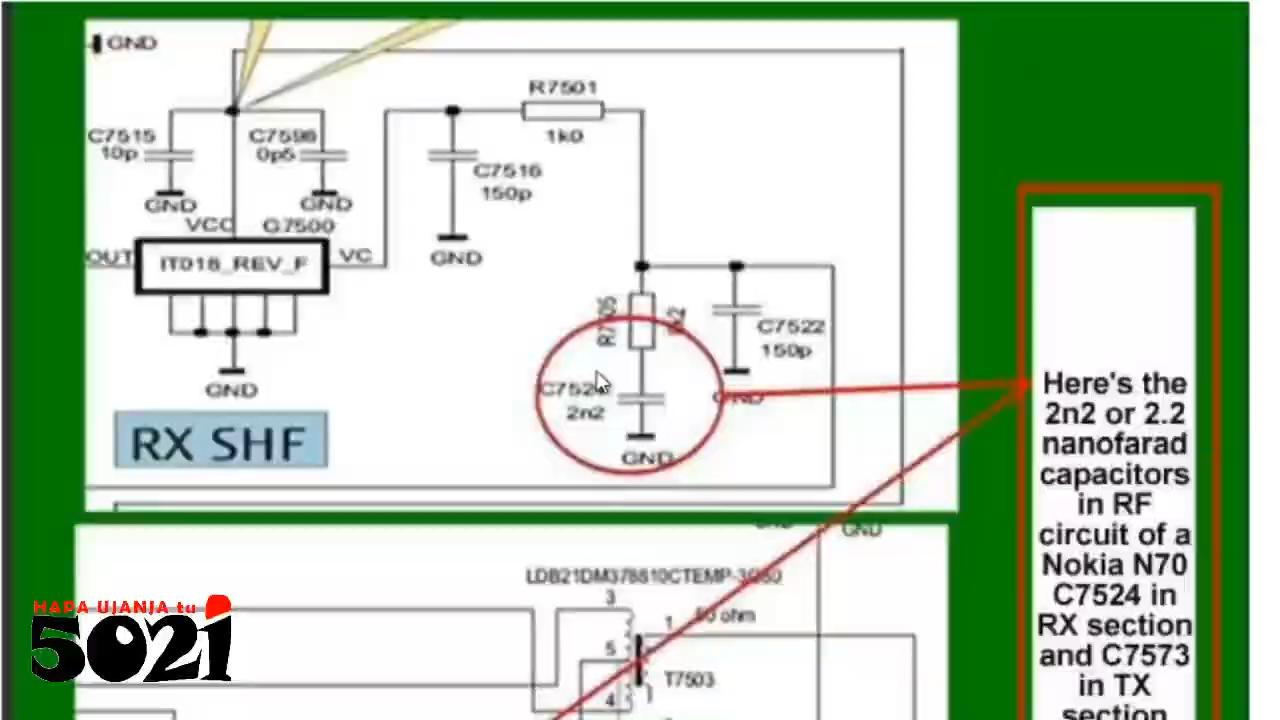 GND
R7501
1k0
C7515
10p
C7596
0p5
C7516
150p
GND
GND
VCC
G7500
OUT
IT018_REV_F
VC
GND
C7522
150p
2n2
GND
GND
GND
RX SHF
GND
LDB21DM378810CTEMP-3G80
3
1
50 ohm
5
T7503
4
HAPA UJANJA tu
5021
Here's the
2n2 or 2.2
nanofarad
capacitors
in RF
circuit of a
Nokia N70
C7524 in
RX section
and C7573
in TX
section